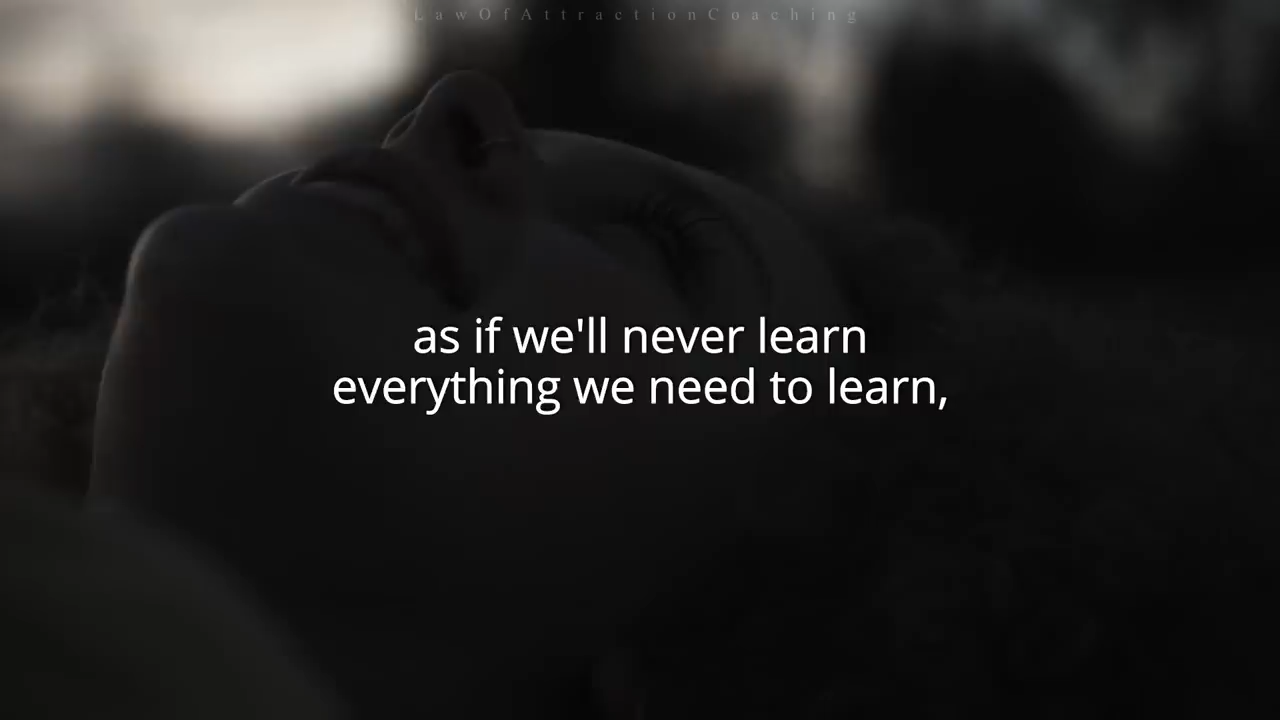 LawOfAttractionCoaching
as if we'll never learn
everything we need to learn,